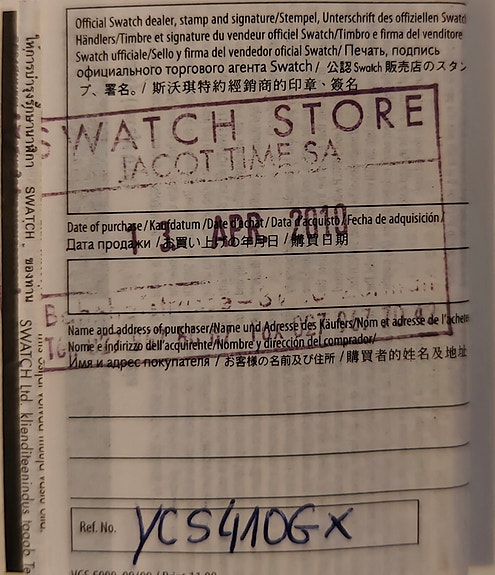 Official Swatch dealer, stamp and signature/Stempel, Unterschrift des offiziellen Swatch
Händlers/Timbre et signature du vendeur officiel Swatch/Timbro e firma del venditore
Swatch ufficiale/Sello y firma del vendedor oficial Swatch/ Печать, подпись
официального торгового агента Swatch / 公認 Swatch 販売店のスタン
プ、署名。/ 斯沃琪特約經銷商的印章、簽名
SWATCH STORE
JACOT TIME SA
Date of purchase/Kaufdatum/Date d'achat/Data d'acquisto/Fecha de adquisición/
Дата продажи / お買い上げの年月日 / 購買日期
1 3. APR. 2010
Name and address of purchaser/Name und Adresse des Käufers/Nom et adresse de l'achete
Nome e indirizzo dell'acquirente/Nombre y dirección del comprador/
Имя и адрес покупателя / お客様の名前及び住所 / 購買者的姓名及地址
Ref. No. YCS410GX
SWATCH
SWATCH Ltd. klienditeenindus